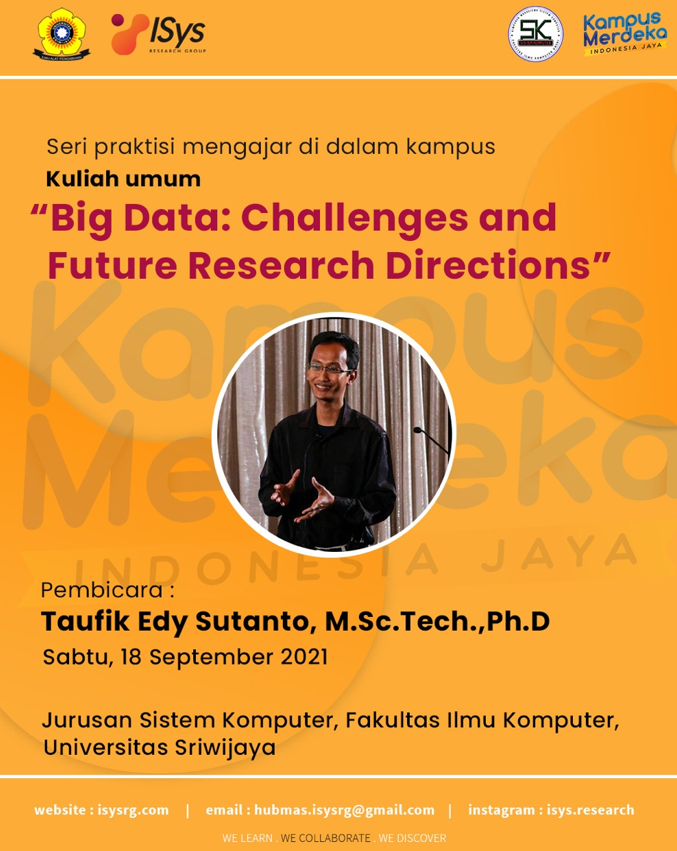 ISys
RESEARCH GROUP
SK
Kampus
Merdeka
INDONESIA JAYA
Seri praktisi mengajar di dalam kampus
Kuliah umum
“Big Data: Challenges and
Future Research Directions”
Kampus
Merdeka
INDONESIA JAYA
Pembicara :
Taufik Edy Sutanto, M.Sc.Tech.,Ph.D
Sabtu, 18 September 2021
Jurusan Sistem Komputer, Fakultas Ilmu Komputer,
Universitas Sriwijaya
website : isysrg.com | email : hubmas.isysrg@gmail.com | instagram : isys.research
WE LEARN . WE COLLABORATE . WE DISCOVER